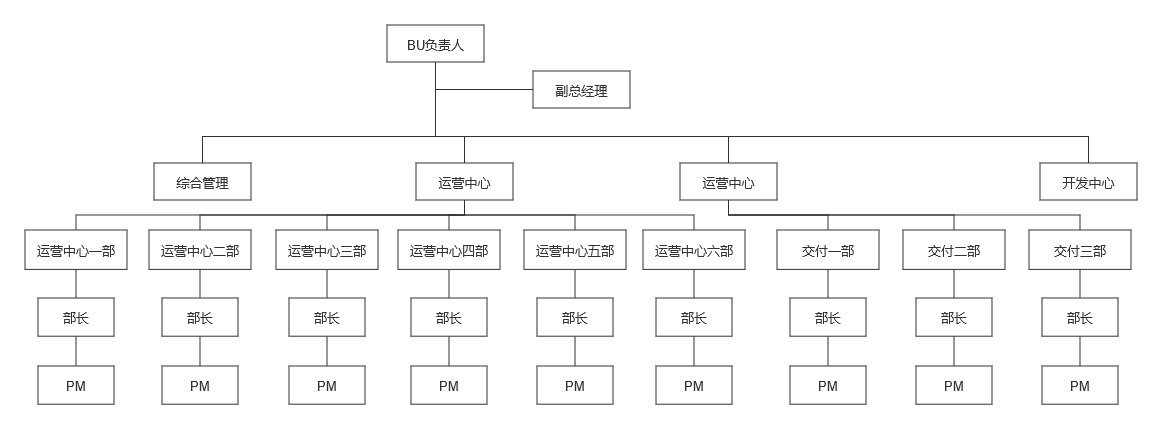 BU负责人
副总经理
综合管理
运营中心
运营中心
开发中心
运营中心一部
运营中心二部
运营中心三部
运营中心四部
运营中心五部
运营中心六部
交付一部
交付二部
交付三部
部长
部长
部长
部长
部长
部长
部长
部长
部长
PM
PM
PM
PM
PM
PM
PM
PM
PM